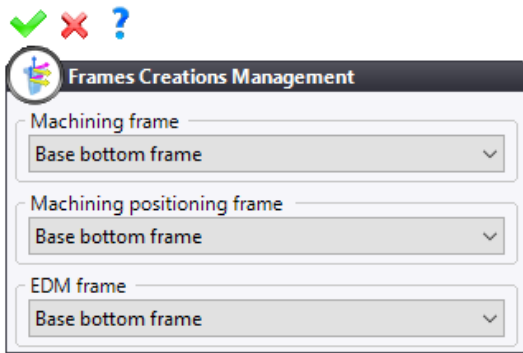 ?
Frames Creations Management
Machining frame
Base bottom frame
Machining positioning frame
Base bottom frame
EDM frame
Base bottom frame